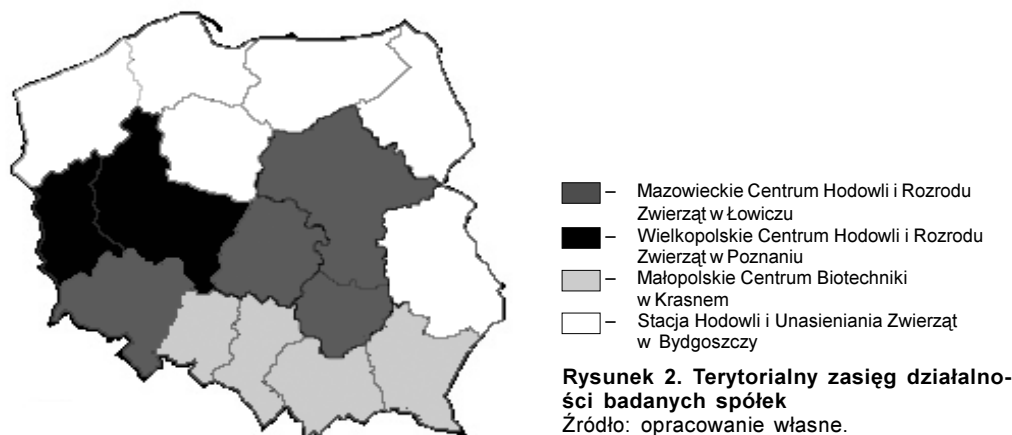 – Mazowieckie Centrum Hodowli i Rozrodu
Zwierząt w Łowiczu
– Wielkopolskie Centrum Hodowli i Rozrodu
Zwierząt w Poznaniu
– Małopolskie Centrum Biotechniki
w Krasnem
– Stacja Hodowli i Unasieniania Zwierząt
w Bydgoszczy
Rysunek 2. Terytorialny zasięg działalno-
ści badanych spółek
Źródło: opracowanie własne.